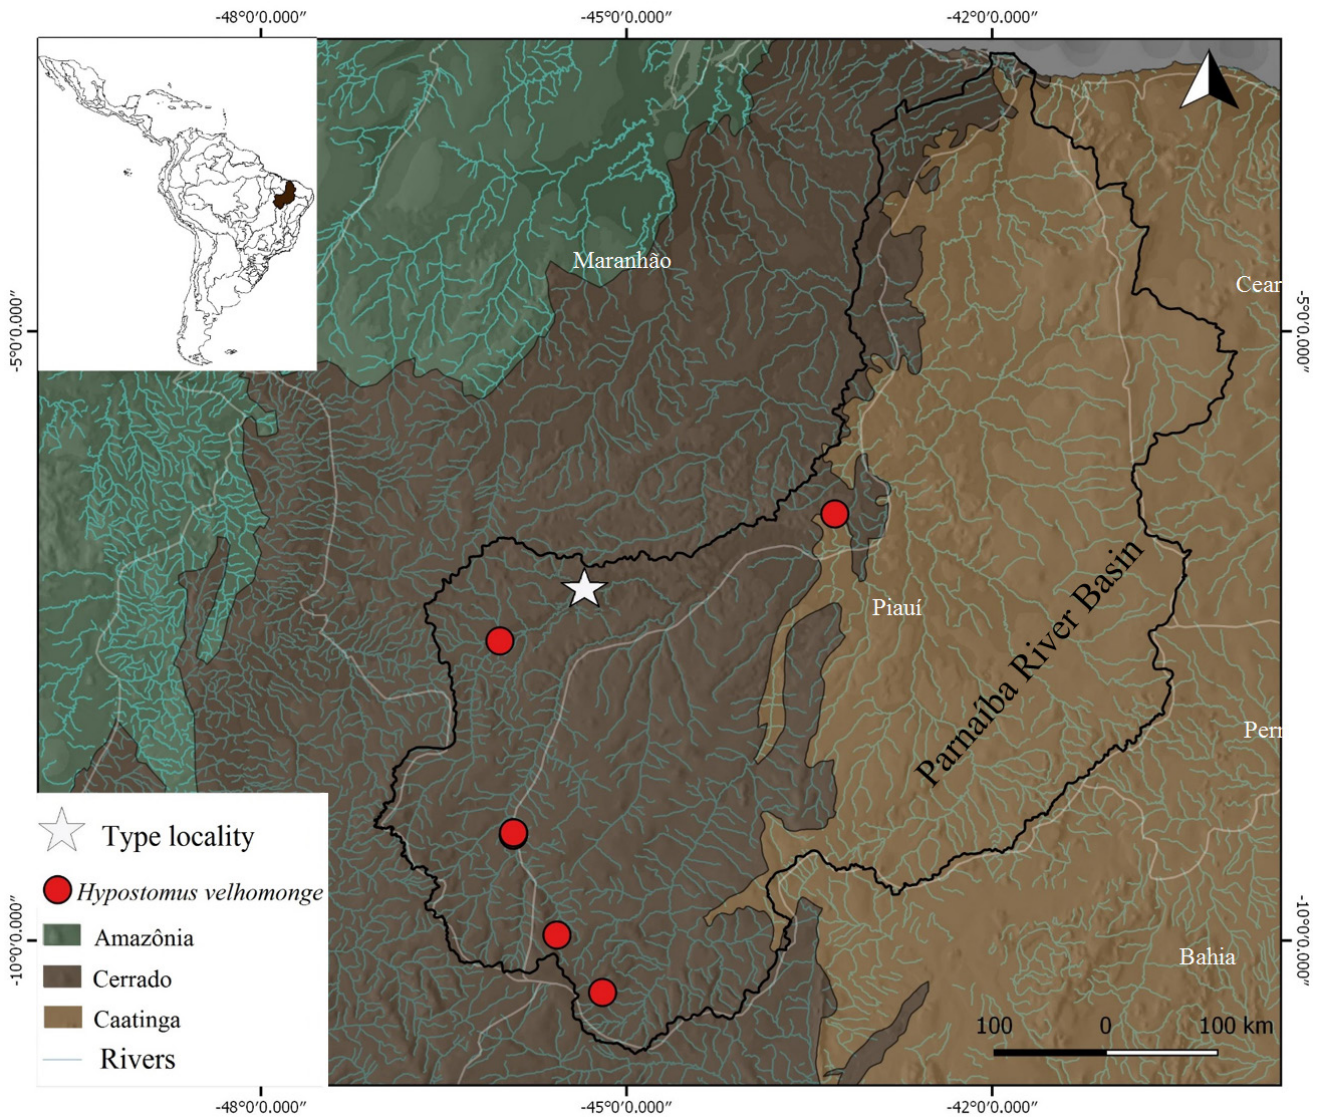 -48°0'0.000" -45°0'0.000" -42°0'0.000"
Maranhão
Cear
-5°0'0.000" -5°0'0.000"
Piauí
Parnaíba River Basin
Perr
Type locality
Hypostomus velhomonge
Amazônia
Cerrado
Caatinga
Rivers
-10°0'0.000" -10°0'0.000"
Bahia
100 0 100 km
-48°0'0.000" -45°0'0.000" -42°0'0.000"